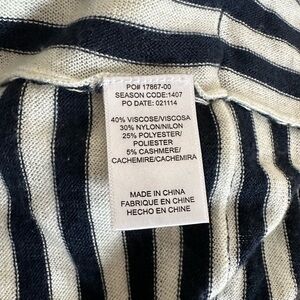 PO# 17867-00
SEASON CODE:1407
PO DATE: 021114
40% VISCOSE/VISCOSA
30% NYLON/NILON
25% POLYESTER/
POLIESTER
5% CASHMERE/
CACHEMIRE/CACHEMIRA
MADE IN CHINA
FABRIQUE EN CHINE
HECHO EN CHINE